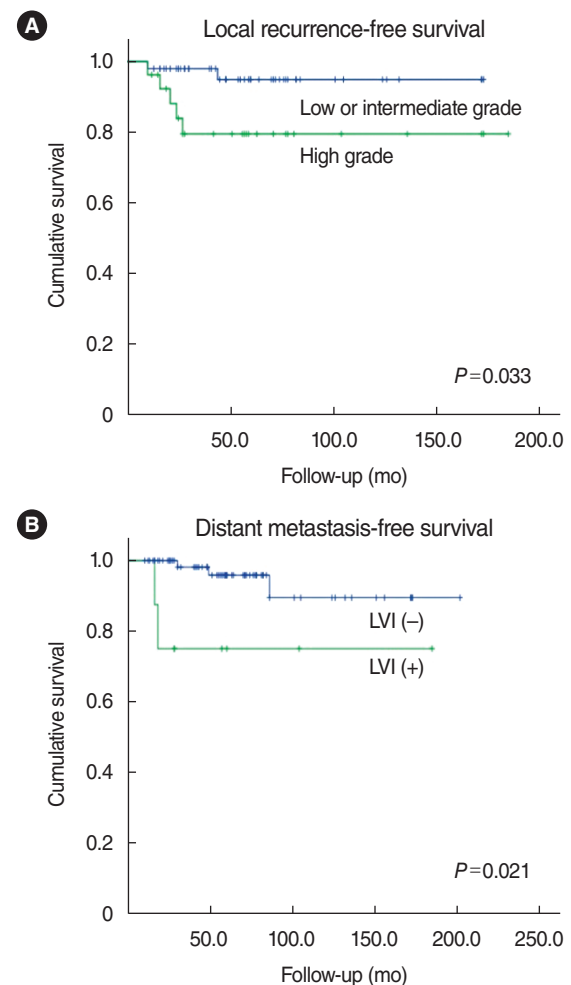 A
Local recurrence-free survival
1.0
0.8
0.6
0.4
0.2
0
Cumulative survival
Low or intermediate grade
High grade
P=0.033
50.0 100.0 150.0 200.0
Follow-up (mo)
B
Distant metastasis-free survival
1.0
0.8
0.6
0.4
0.2
0
Cumulative survival
LVI (–)
LVI (+)
P=0.021
50.0 100.0 150.0 200.0 250.0
Follow-up (mo)